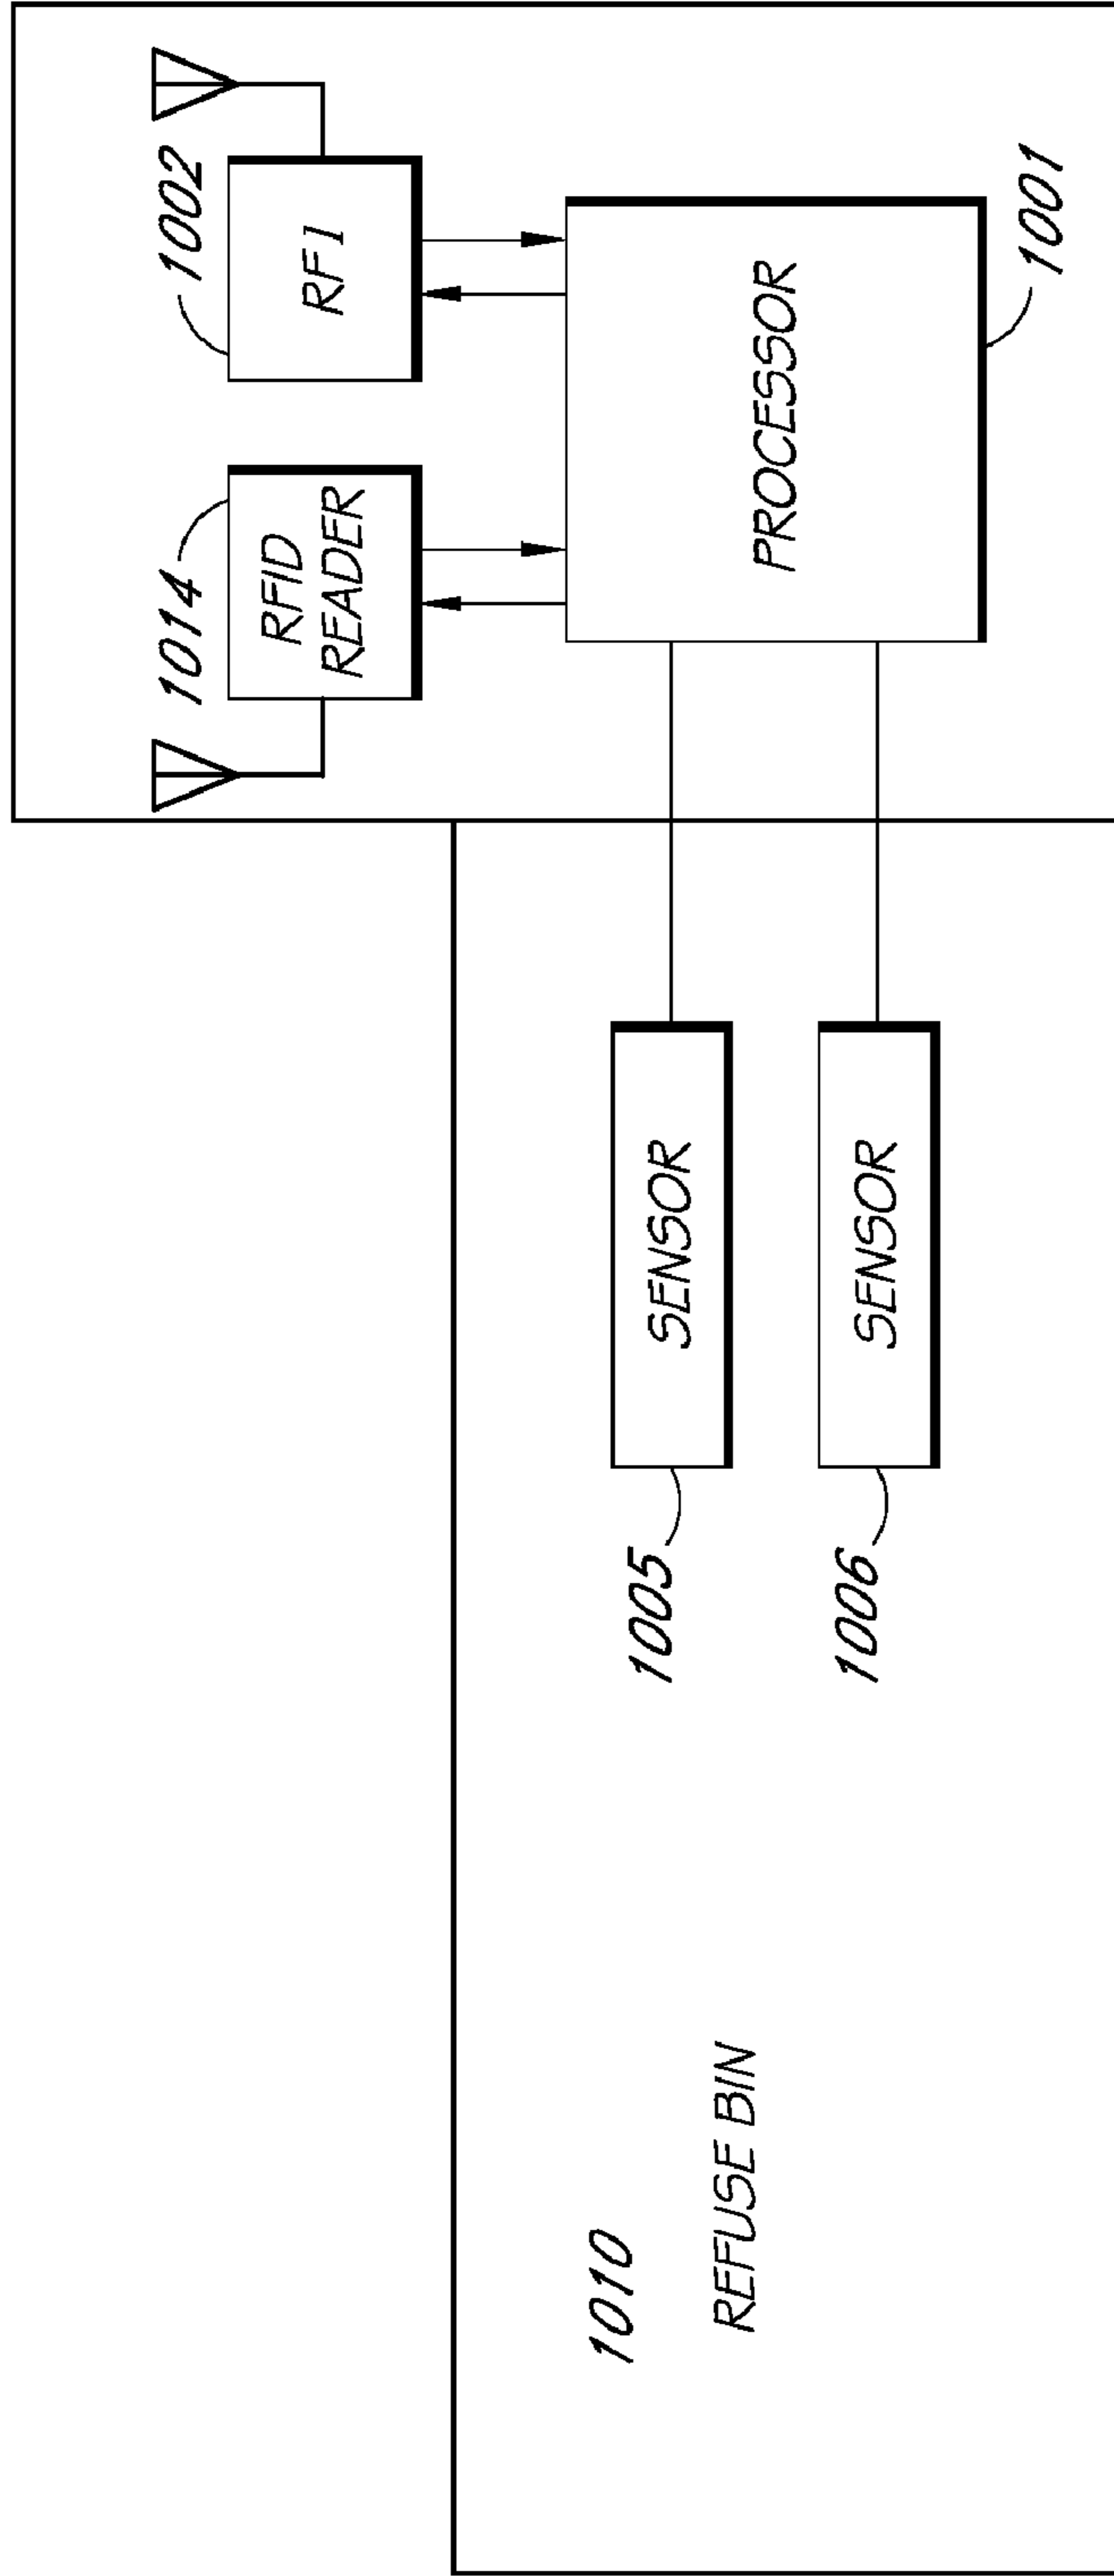 1014
1002
RFID
READER
RF1
PROCESSOR
1001
SENSOR
1005
SENSOR
1006
1010
REFUSE BIN